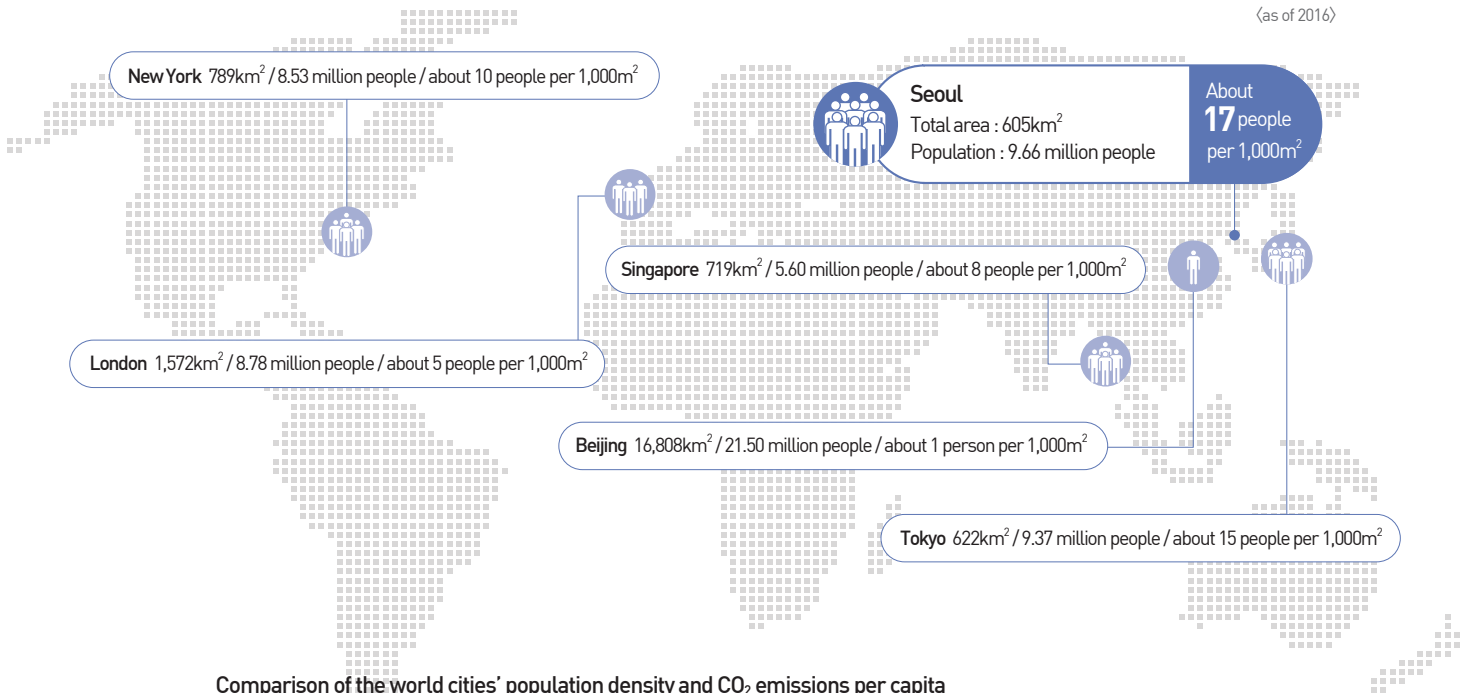 〈as of 2016〉
New York 789km² / 8.53 million people / about 10 people per 1,000m²
Seoul
Total area : 605km²
Population : 9.66 million people
About
17 people
per 1,000m²
Singapore 719km² / 5.60 million people / about 8 people per 1,000m²
London 1,572km² / 8.78 million people / about 5 people per 1,000m²
Beijing 16,808km² / 21.50 million people / about 1 person per 1,000m²
Tokyo 622km² / 9.37 million people / about 15 people per 1,000m²
Comparison of the world cities’ population density and CO₂ emissions per capita